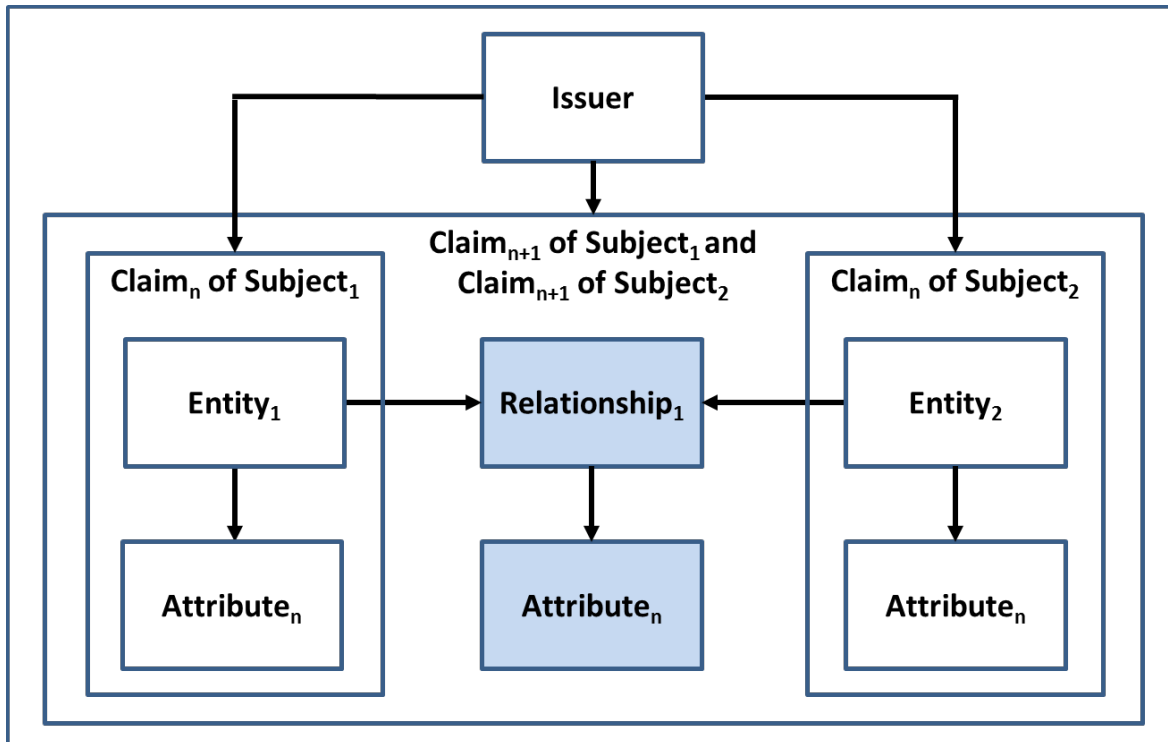 Issuer
Claimₙ₊₁ of Subject₁ and
Claimₙ₊₁ of Subject₂
Claimₙ of Subject₁
Claimₙ of Subject₂
Entity₁
Relationship₁
Entity₂
Attributeₙ
Attributeₙ
Attributeₙ